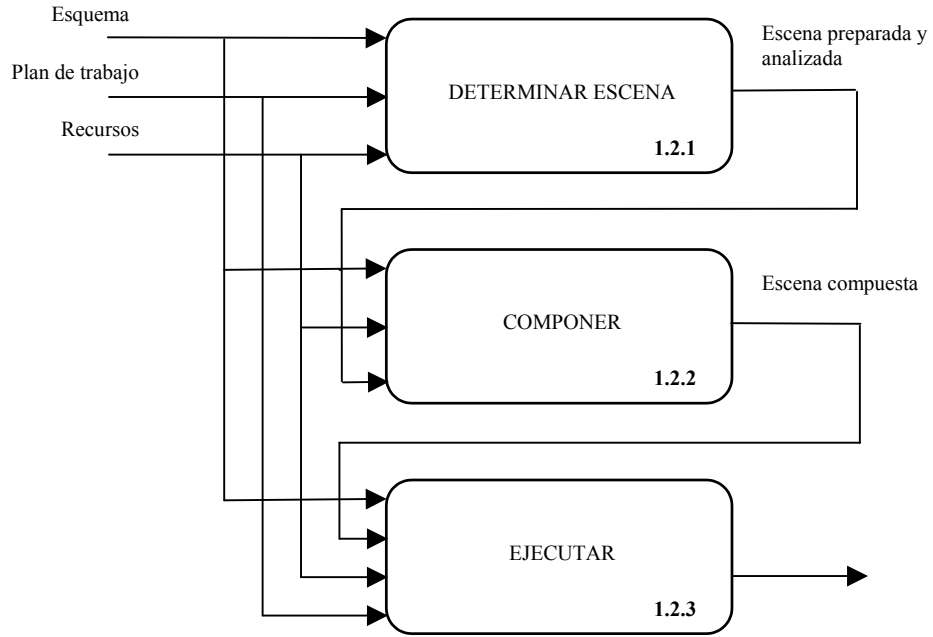 Esquema
Plan de trabajo
Recursos
DETERMINAR ESCENA
1.2.1
Escena preparada y
analizada
COMPONER
1.2.2
Escena compuesta
EJECUTAR
1.2.3